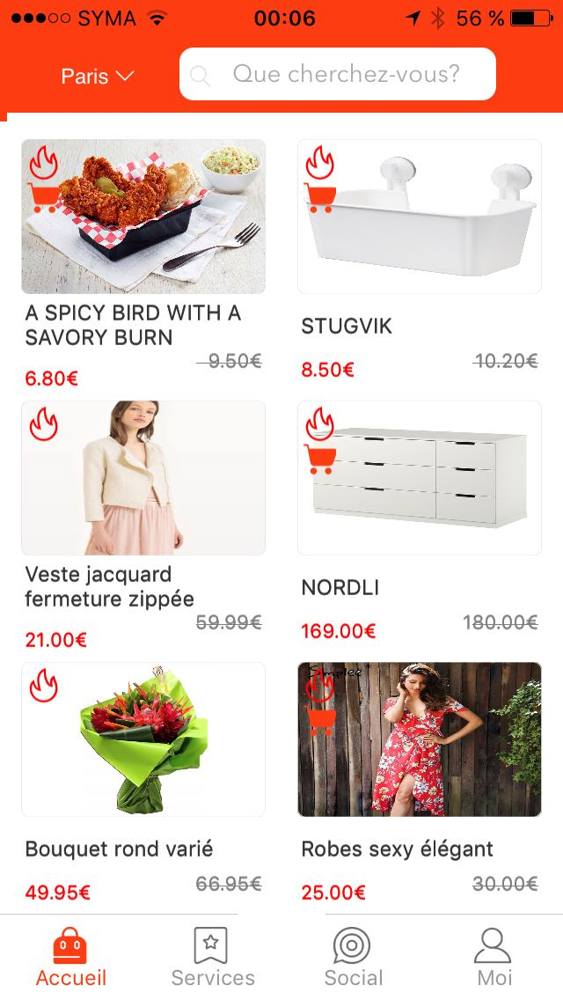 SYMA 00:06 56 %
Paris Que cherchez-vous?
A SPICY BIRD WITH A
SAVORY BURN
9.50€
6.80€
STUGVIK
10.20€
8.50€
Veste jacquard
fermeture zippée
59.99€
21.00€
NORDLI
180.00€
169.00€
Simplee
Bouquet rond varié
66.95€
49.95€
Robes sexy élégant
30.00€
25.00€
Accueil Services Social Moi